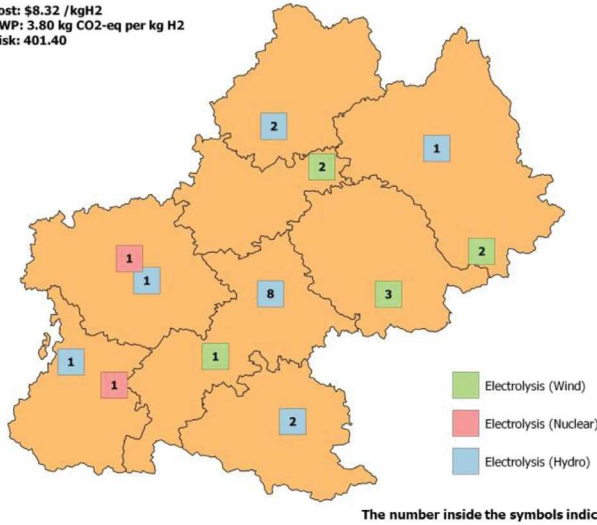 ost: $8.32 /kgH2
WP: 3.80 kg CO2-eq per kg H2
isk: 401.40
2
1
2
2
1
1
8
3
1
1
1
2
Electrolysis (Wind)
Electrolysis (Nuclear)
Electrolysis (Hydro)
The number inside the symbols indic